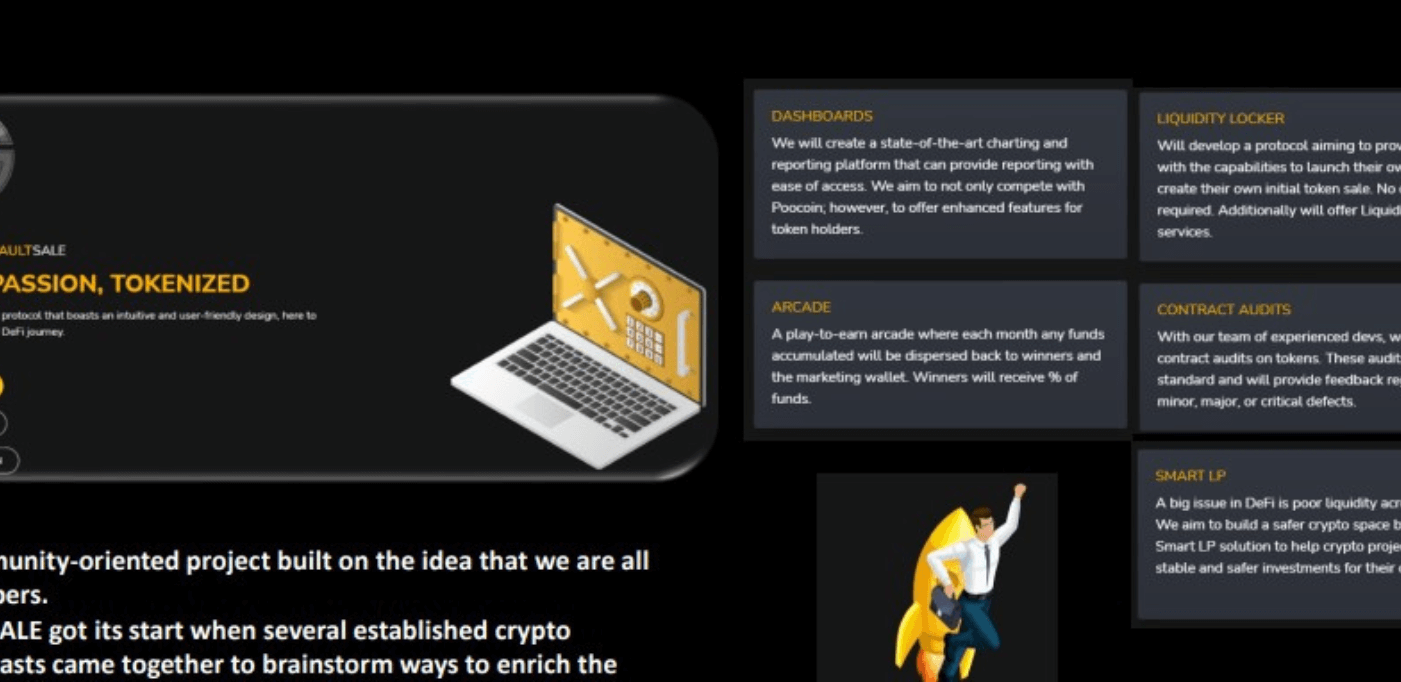 AULTSALE
PASSION, TOKENIZED
protocol that boasts an intuitive and user-friendly design, here to
DeFi journey.
munity-oriented project built on the idea that we are all
bers.
ALE got its start when several established crypto
asts came together to brainstorm ways to enrich the
DASHBOARDS
We will create a state-of-the-art charting and
reporting platform that can provide reporting with
ease of access. We aim to not only compete with
Poocoin; however, to offer enhanced features for
token holders.
ARCADE
A play-to-earn arcade where each month any funds
accumulated will be dispersed back to winners and
the marketing wallet. Winners will receive % of
funds.
LIQUIDITY LOCKER
Will develop a protocol aiming to prov
with the capabilities to launch their ow
create their own initial token sale. No
required. Additionally will offer Liquidi
services.
CONTRACT AUDITS
With our team of experienced devs, w
contract audits on tokens. These audit
standard and will provide feedback re
minor, major, or critical defects.
SMART LP
A big issue in DeFi is poor liquidity acr
We aim to build a safer crypto space b
Smart LP solution to help crypto proje
stable and safer investments for their